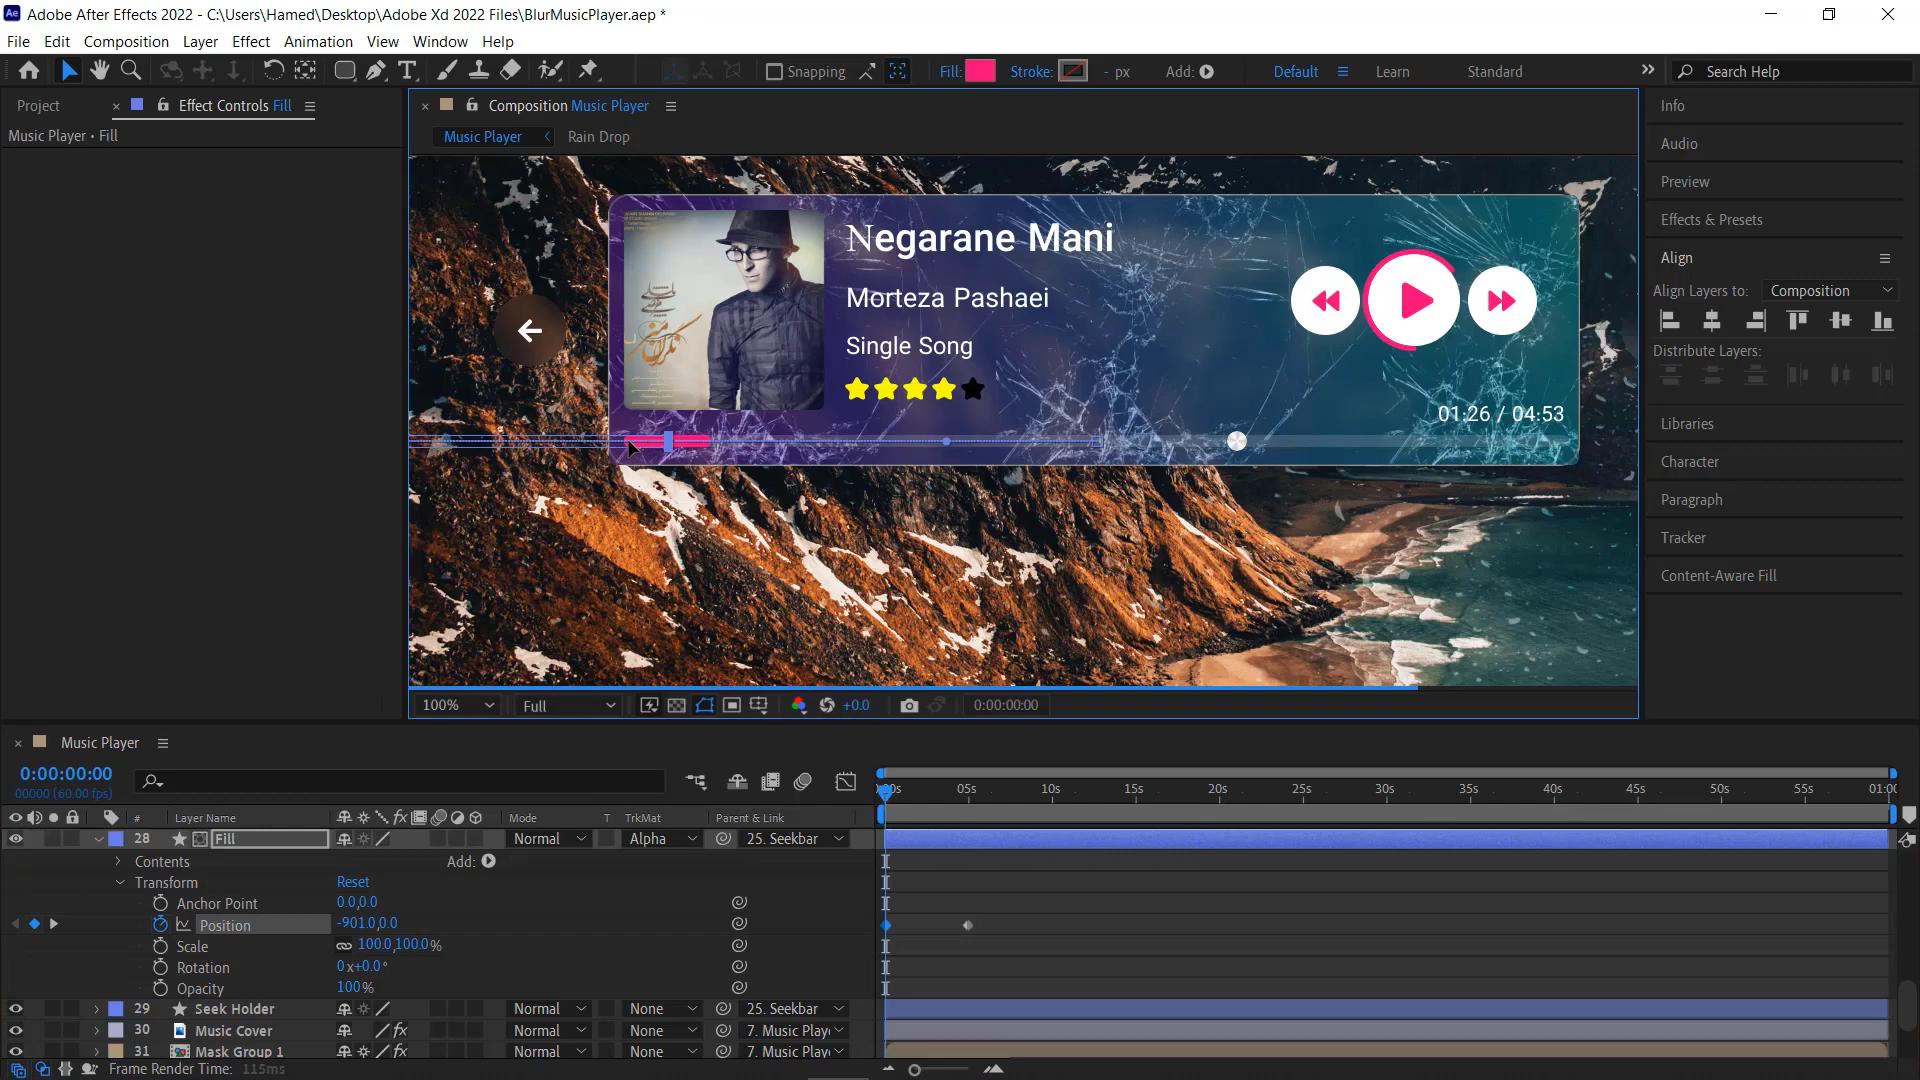 Adobe After Effects 2022 - C:\Users\Hamed\Desktop\Adobe Xd 2022 Files\BlurMusicPlayer.aep *
File Edit Composition Layer Effect Animation View Window Help
Snapping Fill: Stroke: - px Add: Default Learn Standard Search Help
Project Effect Controls Fill
Music Player • Fill
Composition Music Player
Music Player Rain Drop
Negarane Mani
Morteza Pashaei
Single Song
01:26 / 04:53
100% Full +0.0 0:00:00:00
Info
Audio
Preview
Effects & Presets
Align
Align Layers to: Composition
Distribute Layers:
Libraries
Character
Paragraph
Tracker
Content-Aware Fill
Music Player
0:00:00:00
00000 (60.00 fps)
05s 10s 15s 20s 25s 30s 35s 40s 45s 50s 55s
# Layer Name Mode T TrkMat Parent & Link
28 Fill Normal Alpha 25. Seekbar
Contents Add:
Transform Reset
Anchor Point 0.0,0.0
Position -901.0,0.0
Scale 100.0,100.0%
Rotation 0x+0.0°
Opacity 100%
29 Seek Holder Normal None 25. Seekbar
30 Music Cover fx Normal None 7. Music Playe
31 Mask Group 1 fx Normal None 7. Music Playe
Frame Render Time: 115ms